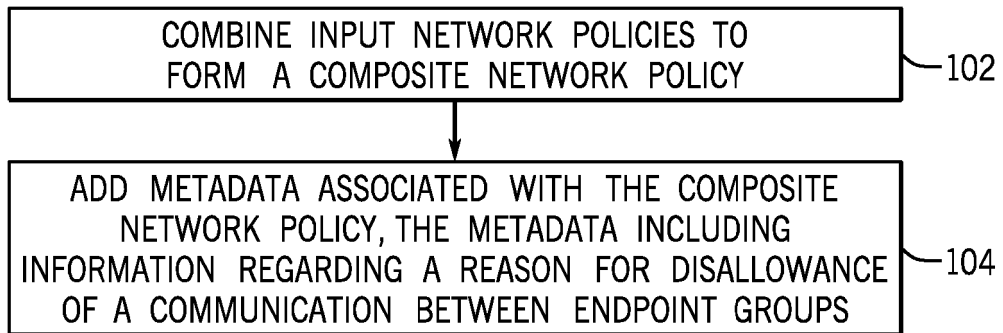 COMBINE INPUT NETWORK POLICIES TO
FORM A COMPOSITE NETWORK POLICY
102
ADD METADATA ASSOCIATED WITH THE COMPOSITE
NETWORK POLICY, THE METADATA INCLUDING
INFORMATION REGARDING A REASON FOR DISALLOWANCE
OF A COMMUNICATION BETWEEN ENDPOINT GROUPS
104